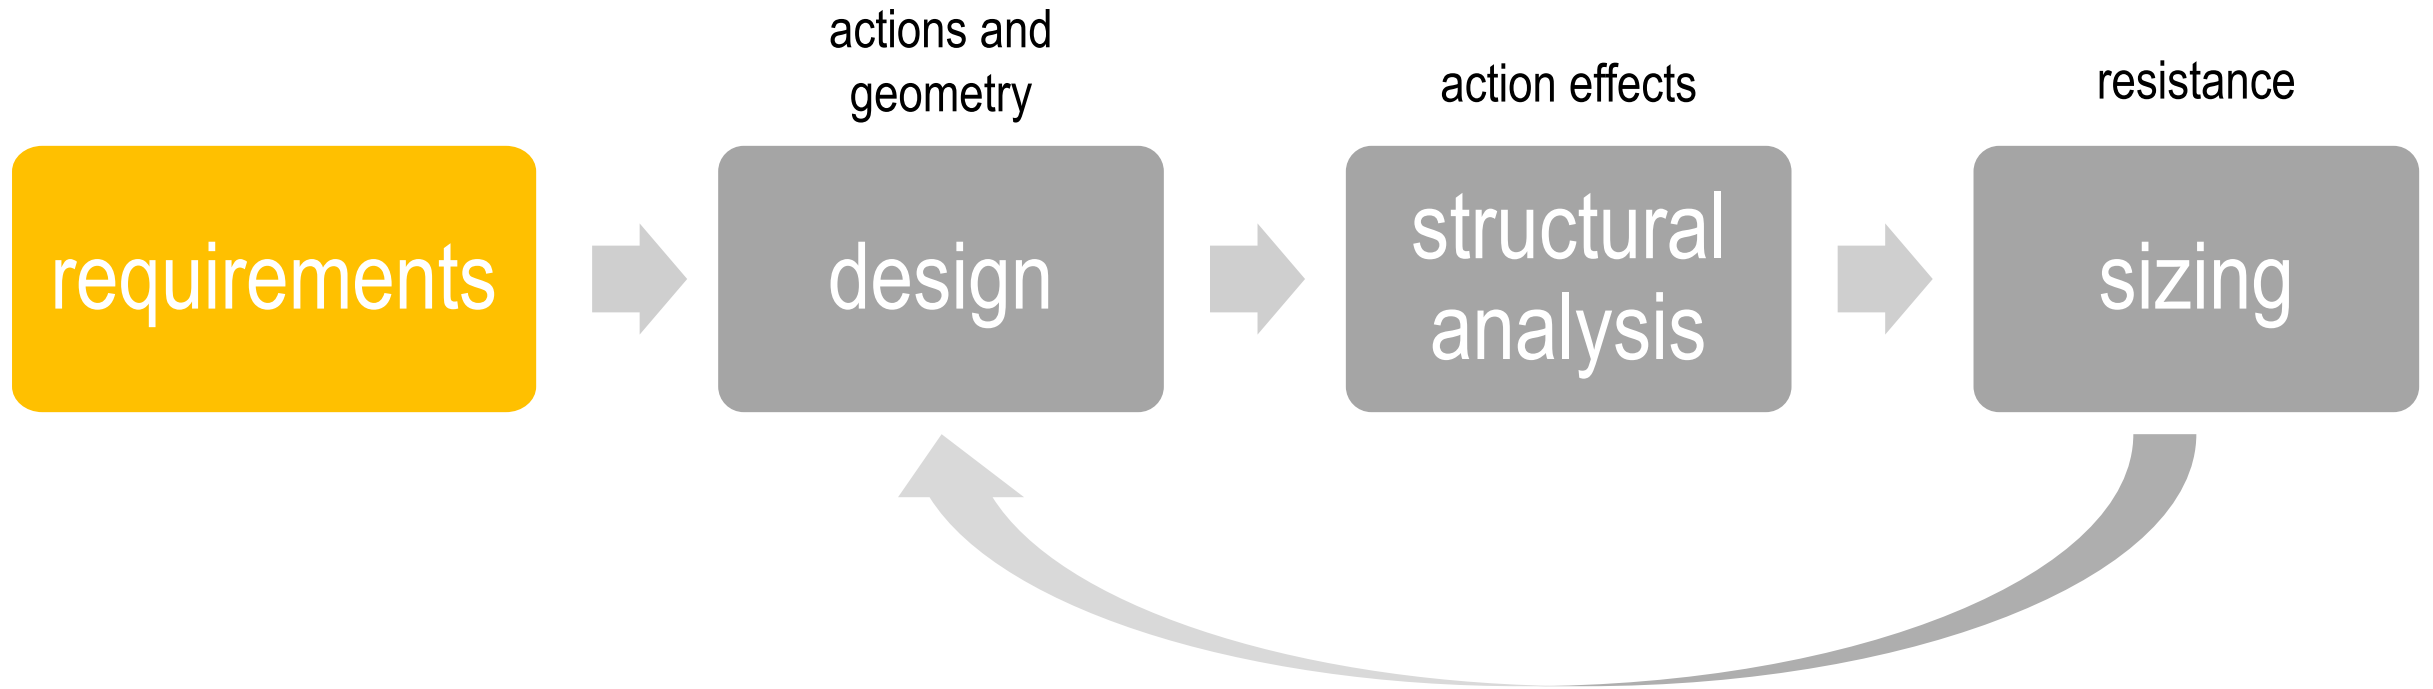 actions and
geometry
action effects
resistance
requirements
design
structural
analysis
sizing